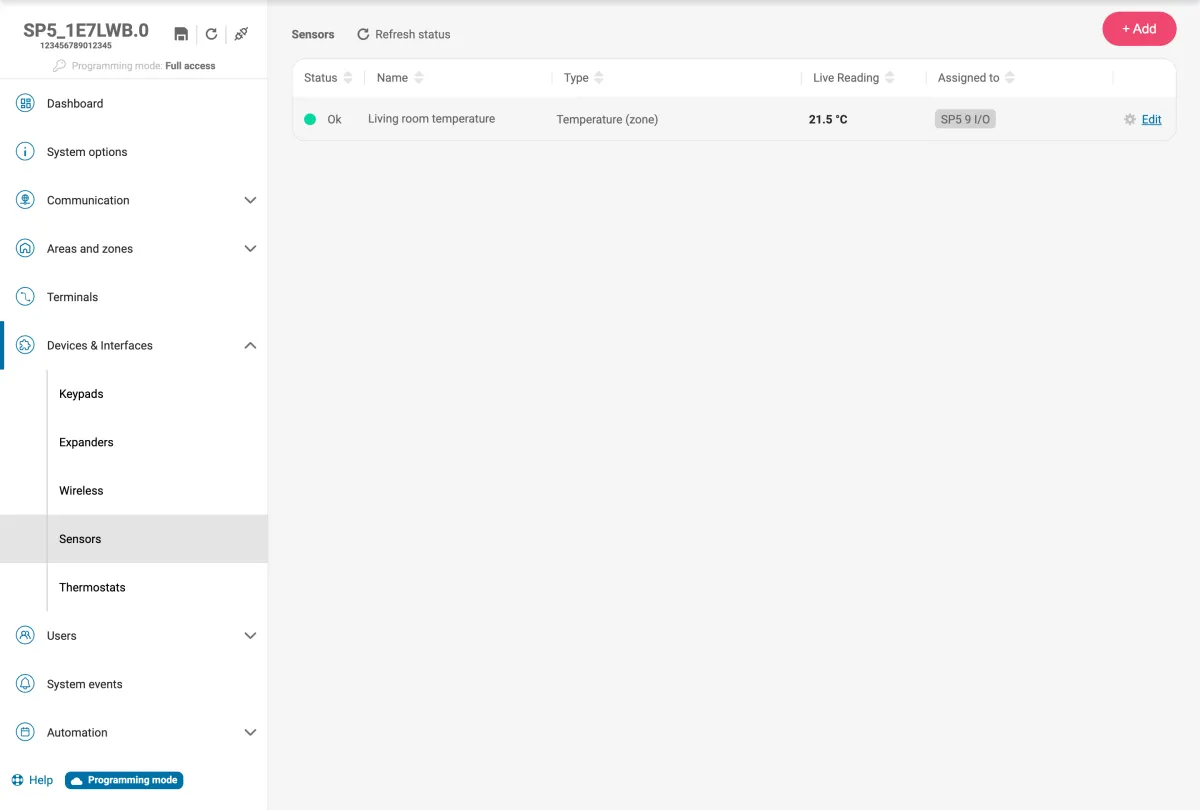 SP5_1E7LWB.0
123456789012345
Programming mode: Full access
Dashboard
System options
Communication
Areas and zones
Terminals
Devices & Interfaces
Keypads
Expanders
Wireless
Sensors
Thermostats
Users
System events
Automation
Help Programming mode
Sensors Refresh status + Add
Status Name Type Live Reading Assigned to
Ok Living room temperature Temperature (zone) 21.5 °C SP5 9 I/O Edit